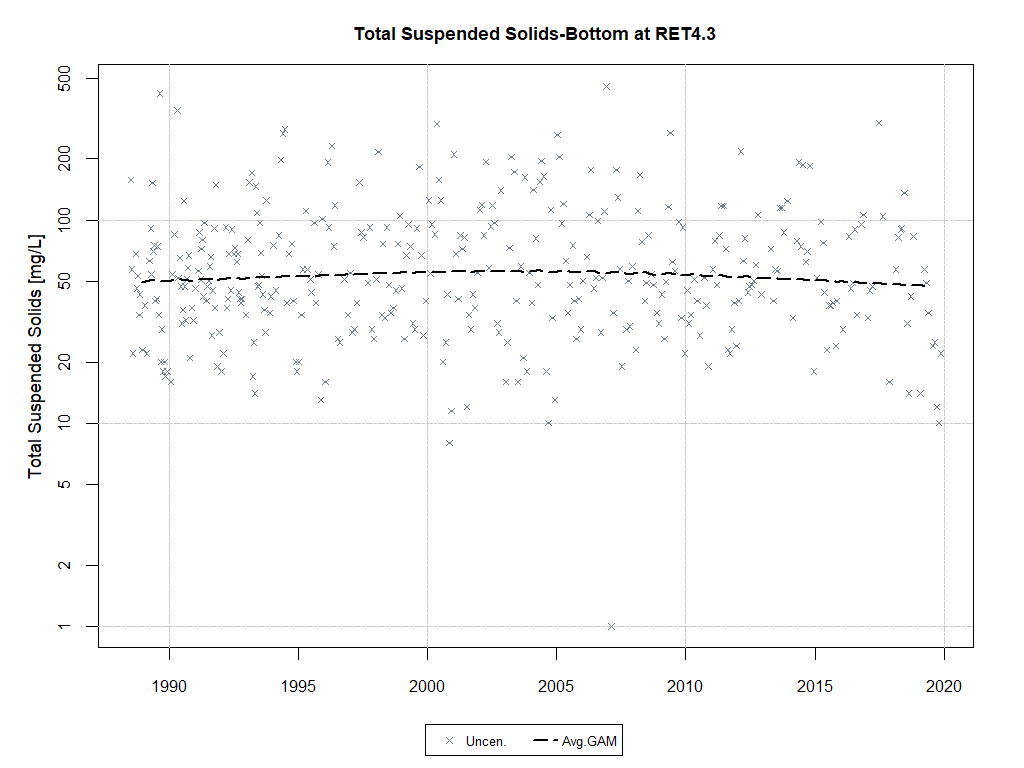 Total Suspended Solids-Bottom at RET4.3
Total Suspended Solids [mg/L]
500
200
100
50
20
10
5
2
1
1990 1995 2000 2005 2010 2015 2020
Uncen. Avg.GAM